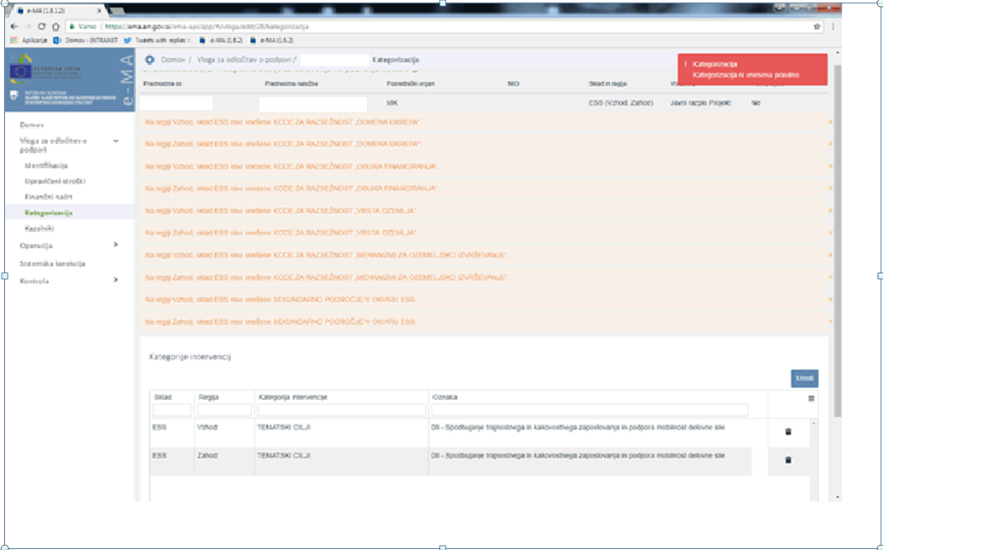 e-MA (1.8.1.2)
Varno | https://ema.arr.gov.si/ema-api/app/#/vloga/edit/28/kategorizacija
Aplikacije Domov - INTRANET Tweets with replies e-MA (1.6.2) e-MA (1.6.2)
e-MA
Domov / Vloga za odločitev o podpori / Kategorizacija
! Kategorizacija
Kategorizacija ni vnesena pravilno
Prednostna os Prednostna naložba Posredniški organ NIO Sklad in regija
MK ESS (Vzhod, Zahod) Javni razpis Projekt: Ne
Domov
Vloga za odločitev o
podpori
Identifikacija
Upravičeni stroški
Finančni načrt
Kategorizacija
Kazalniki
Operacija
Sistemska korekcija
Kontrola
Na regiji Vzhod, sklad ESS niso vnešene KODE ZA RAZSEŽNOST „DOMENA UKREPA“.
Na regiji Zahod, sklad ESS niso vnešene KODE ZA RAZSEŽNOST „DOMENA UKREPA“.
Na regiji Vzhod, sklad ESS niso vnešene KODE ZA RAZSEŽNOST „OBLIKA FINANCIRANJA“.
Na regiji Zahod, sklad ESS niso vnešene KODE ZA RAZSEŽNOST „OBLIKA FINANCIRANJA“.
Na regiji Vzhod, sklad ESS niso vnešene KODE ZA RAZSEŽNOST „VRSTA OZEMLJA“.
Na regiji Zahod, sklad ESS niso vnešene KODE ZA RAZSEŽNOST „VRSTA OZEMLJA“.
Na regiji Vzhod, sklad ESS niso vnešene KODE ZA RAZSEŽNOST „MEHANIZMI ZA OZEMELJSKO IZVRŠEVANJE“.
Na regiji Zahod, sklad ESS niso vnešene KODE ZA RAZSEŽNOST „MEHANIZMI ZA OZEMELJSKO IZVRŠEVANJE“.
Na regiji Vzhod, sklad ESS niso vnešene SEKUNDARNO PODROČJE V OKVIRU ESS.
Na regiji Zahod, sklad ESS niso vnešene SEKUNDARNO PODROČJE V OKVIRU ESS.
Kategorije intervencij
Uredi
Sklad Regija Kategorija intervencije Oznaka
ESS Vzhod TEMATSKI CILJI 08 - Spodbujanje trajnostnega in kakovostnega zaposlovanja in podpora mobilnost delovne sile
ESS Zahod TEMATSKI CILJI 08 - Spodbujanje trajnostnega in kakovostnega zaposlovanja in podpora mobilnost delovne sile